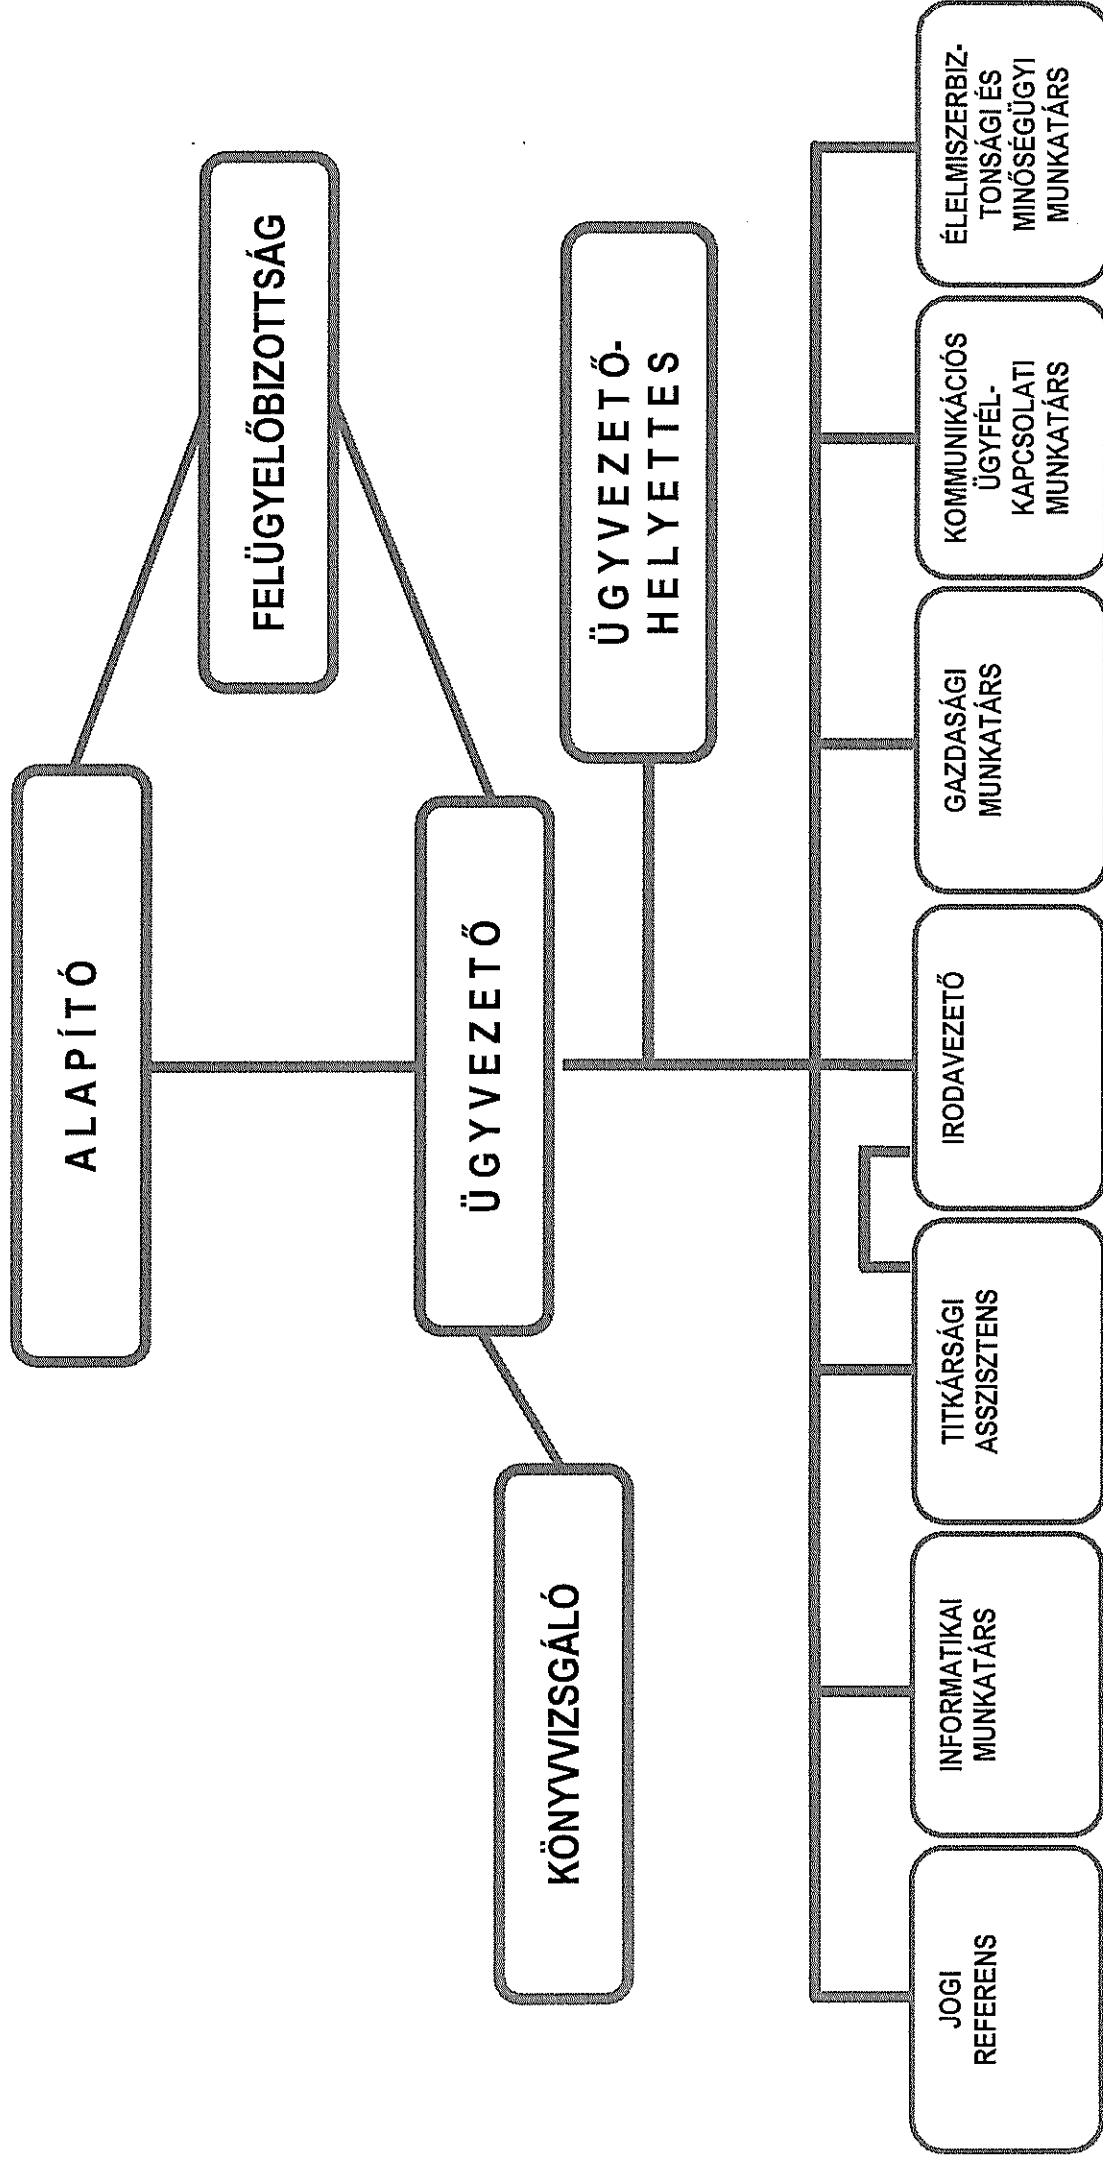 ALAPÍTÓ
FELÜGYELŐBIZOTTSÁG
ÜGYVEZETŐ
KÖNYVVIZSGÁLÓ
ÜGYVEZETŐ-
HELYETTES
JOGI
REFERENS
INFORMATIKAI
MUNKATÁRS
TITKÁRSÁGI
ASSZISZTENS
IRODAVEZETŐ
GAZDASÁGI
MUNKATÁRS
KOMMUNIKÁCIÓS
ÜGYFÉL-
KAPCSOLATI
MUNKATÁRS
ÉLELMISZERBIZ-
TONSÁGI ÉS
MINŐSÉGÜGYI
MUNKATÁRS